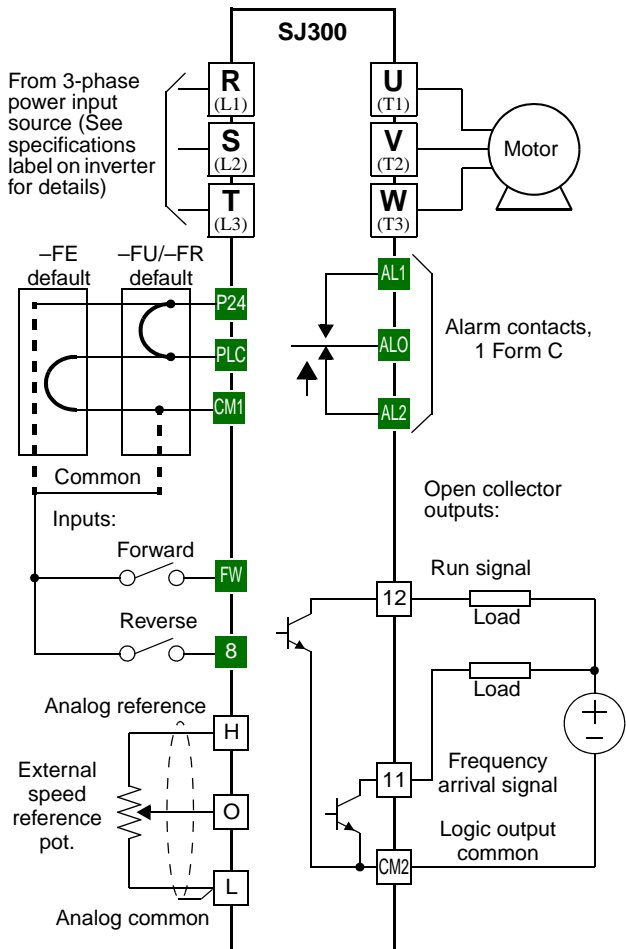 SJ300
From 3-phase
power input
source (See
specifications
label on inverter
for details)
R
(L1)
S
(L2)
T
(L3)
U
(T1)
V
(T2)
W
(T3)
Motor
–FE
default
–FU/–FR
default
P24
PLC
CM1
AL1
AL0
AL2
Alarm contacts,
1 Form C
Common
Inputs:
Forward
FW
Reverse
8
Open collector
outputs:
Run signal
12
Load
Load
+
–
11
Frequency
arrival signal
Logic output
common
CM2
Analog reference
H
External
speed
reference
pot.
O
L
Analog common